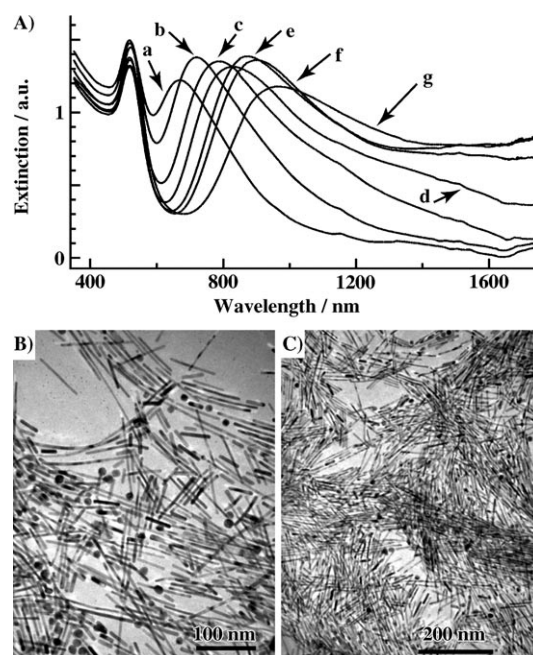 A)
a
b
c
e
f
g
d
1
0
Extinction / a.u.
400
800
1200
1600
Wavelength / nm
B)
100 nm
C)
200 nm